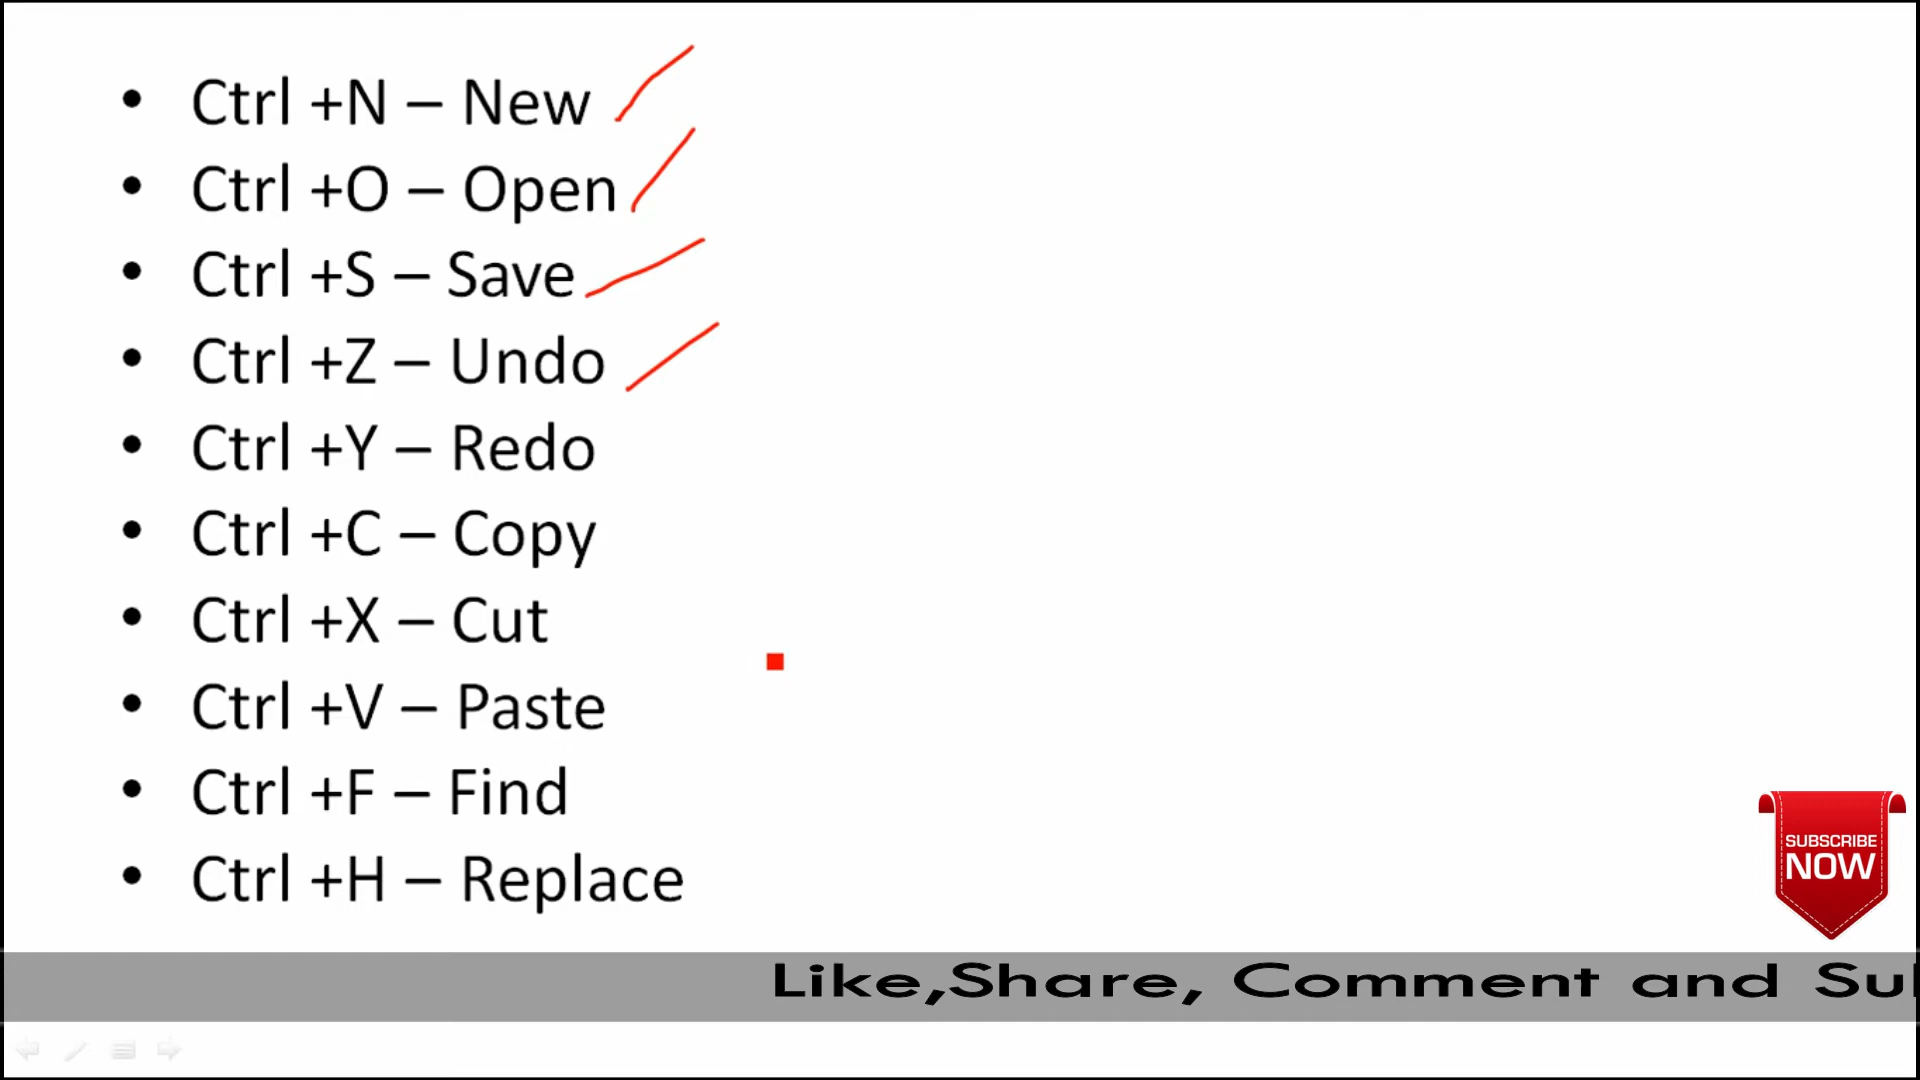 • Ctrl +N – New
• Ctrl +O – Open
• Ctrl +S – Save
• Ctrl +Z – Undo
• Ctrl +Y – Redo
• Ctrl +C – Copy
• Ctrl +X – Cut
• Ctrl +V – Paste
• Ctrl +F – Find
• Ctrl +H – Replace
SUBSCRIBE
NOW
Like,Share, Comment and